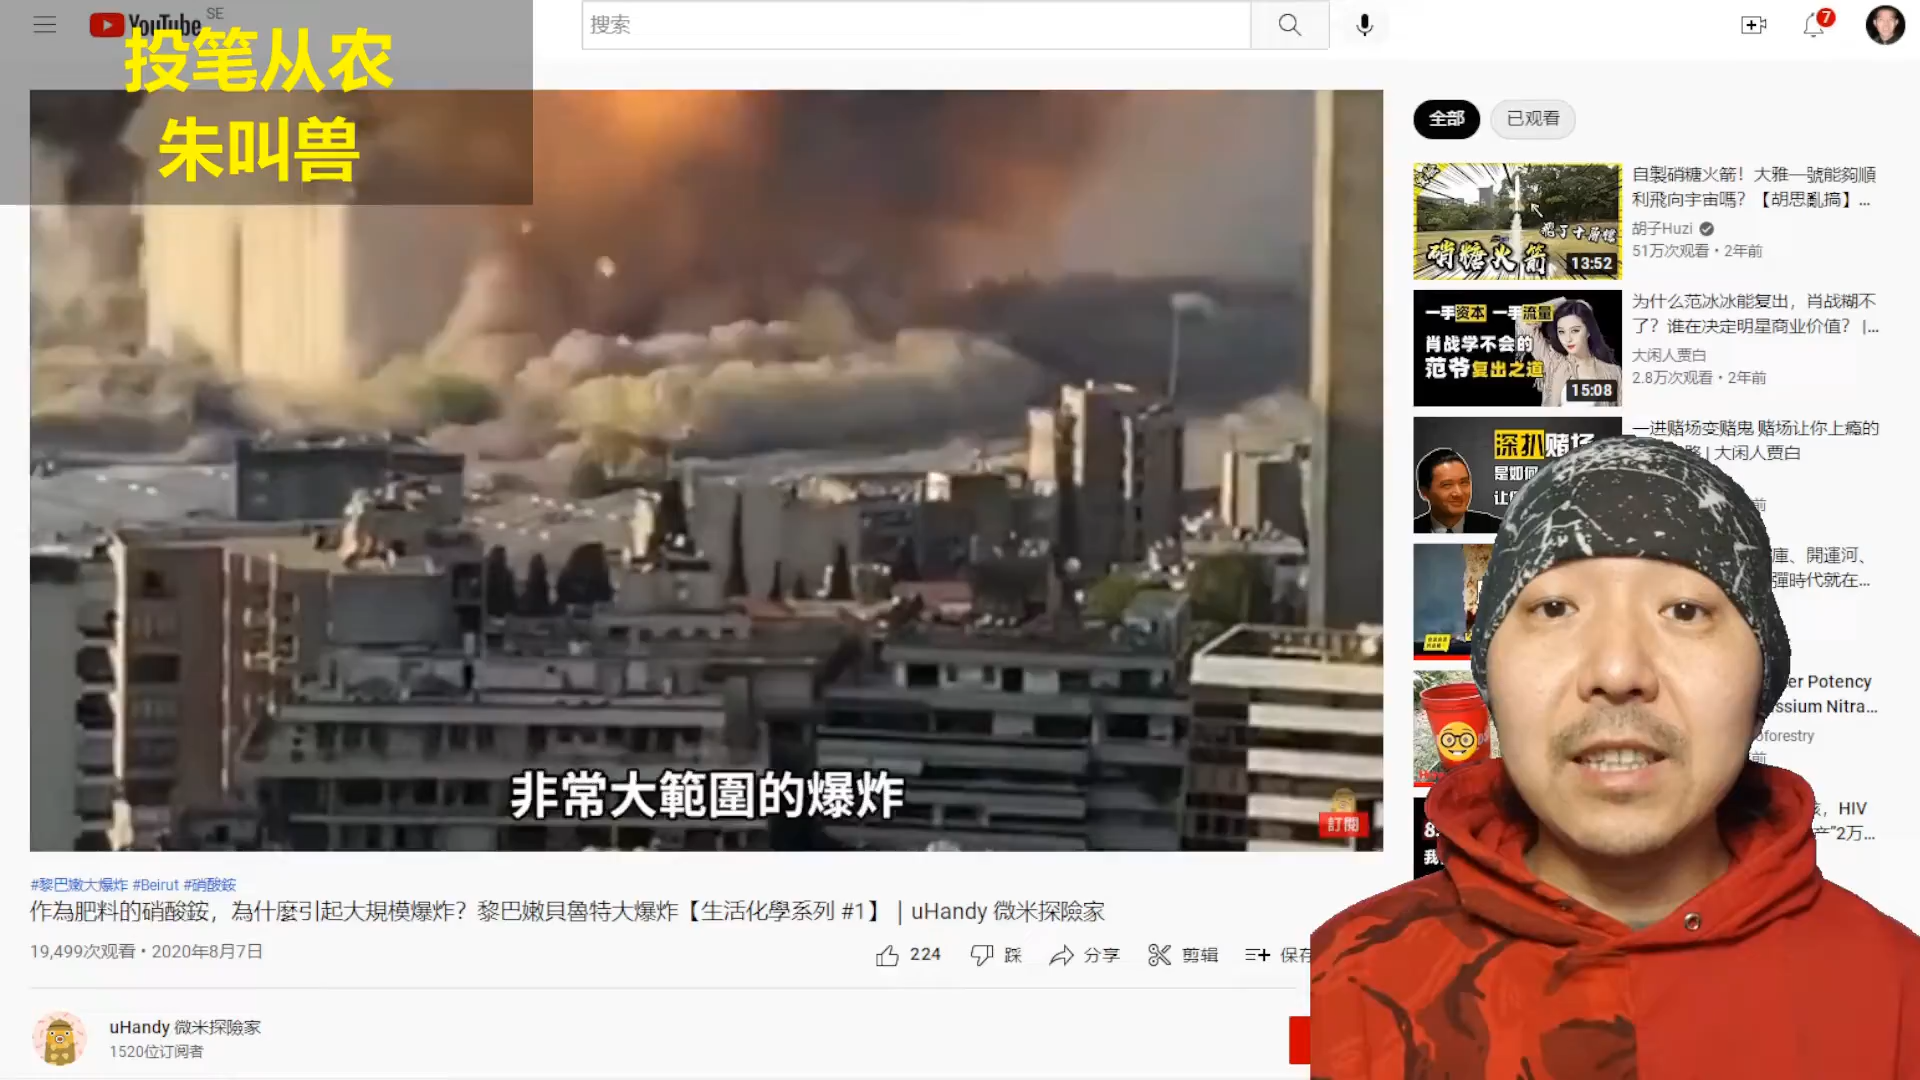 YouTube SE
投笔从农
朱叫兽
搜索
7
全部
已观看
非常大範圍的爆炸
訂閱
#黎巴嫩大爆炸 #Beirut #硝酸銨
作為肥料的硝酸銨，為什麼引起大規模爆炸？黎巴嫩貝魯特大爆炸【生活化學系列 #1】 | uHandy 微米探險家
19,499次观看 • 2020年8月7日
224
踩
分享
剪辑
保存
uHandy 微米探險家
1520位订阅者
硝糖火箭
13:52
自製硝糖火箭！大雅一號能夠順
利飛向宇宙嗎？【胡思亂搞】...
胡子Huzi
51万次观看 • 2年前
一手资本 一手流量
肖战学不会的
范爷复出之道
15:08
为什么范冰冰能复出，肖战糊不
了？谁在决定明星商业价值？ |...
大闲人贾白
2.8万次观看 • 2年前
深扒赌场
是如何
一进赌场变赌鬼 赌场让你上瘾的
| 大闲人贾白
前
庫、開運河、
彈時代就在...
er Potency
ssium Nitra...
oforestry
前
HIV
产"2万...